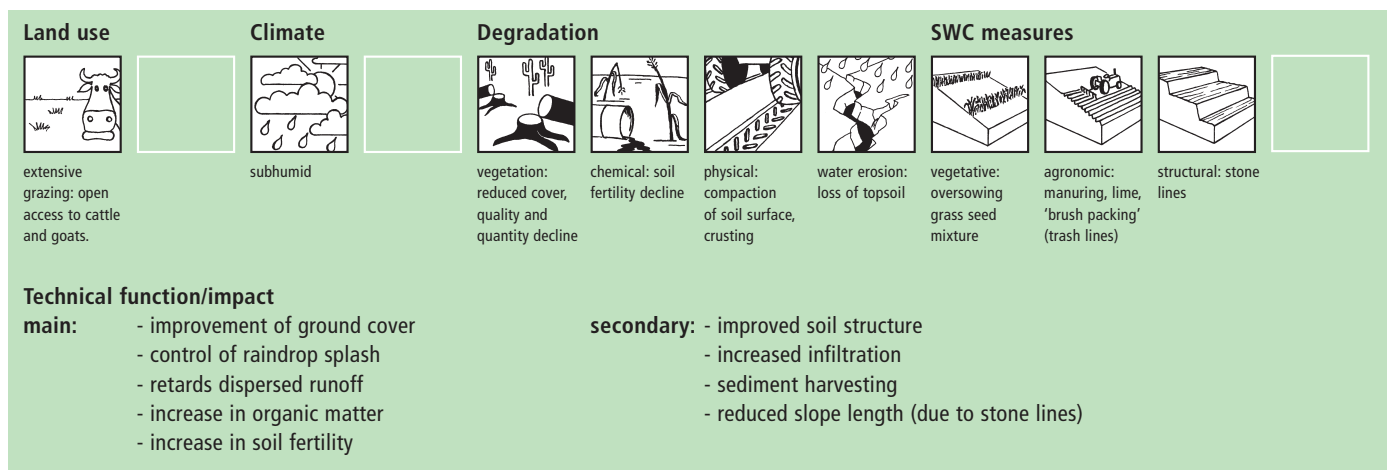 Land use
Climate
Degradation
SWC measures
extensive
grazing: open
access to cattle
and goats.
subhumid
vegetation:
reduced cover,
quality and
quantity decline
chemical: soil
fertility decline
physical:
compaction
of soil surface,
crusting
water erosion:
loss of topsoil
vegetative:
oversowing
grass seed
mixture
agronomic:
manuring, lime,
‘brush packing’
(trash lines)
structural: stone
lines
Technical function/impact
main:
- improvement of ground cover
- control of raindrop splash
- retards dispersed runoff
- increase in organic matter
- increase in soil fertility
secondary:
- improved soil structure
- increased infiltration
- sediment harvesting
- reduced slope length (due to stone lines)